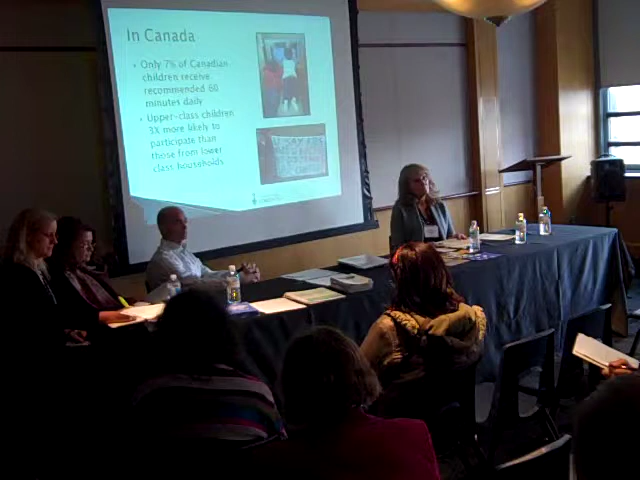 In Canada
Only 7% of Canadian
children receive
recommended 60
minutes daily
Upper-class children
3X more likely to
participate than
those from lower
class households
U SAY